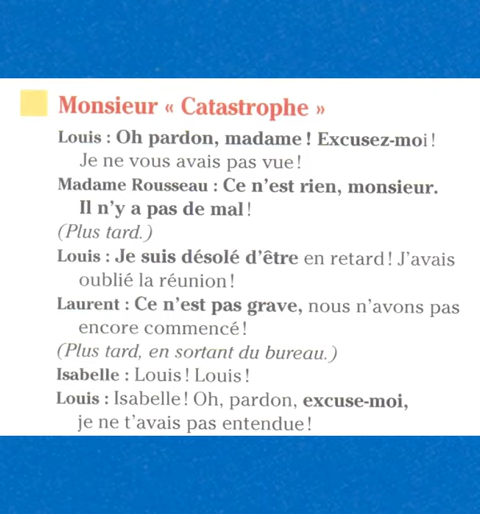 Monsieur « Catastrophe »
Louis : Oh pardon, madame ! Excusez-moi !
Je ne vous avais pas vue !
Madame Rousseau : Ce n'est rien, monsieur.
Il n'y a pas de mal !
(Plus tard.)
Louis : Je suis désolé d'être en retard ! J'avais
oublié la réunion !
Laurent : Ce n'est pas grave, nous n'avons pas
encore commencé !
(Plus tard, en sortant du bureau.)
Isabelle : Louis ! Louis !
Louis : Isabelle ! Oh, pardon, excuse-moi,
je ne t'avais pas entendue !